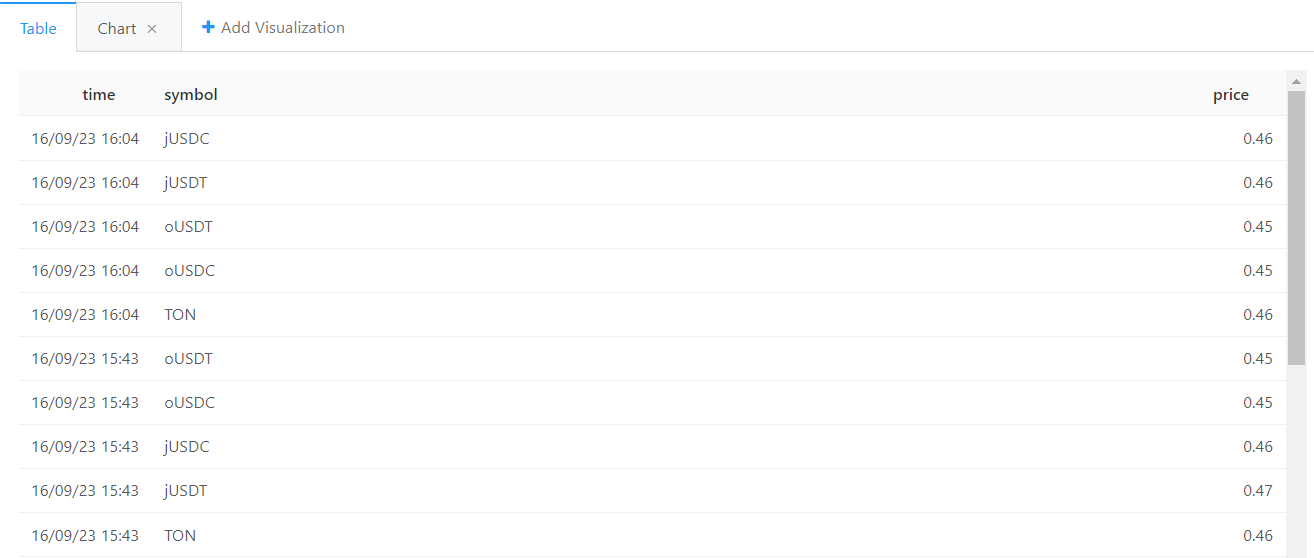 Table Chart × + Add Visualization
time symbol price
16/09/23 16:04 jUSDC 0.46
16/09/23 16:04 jUSDT 0.46
16/09/23 16:04 oUSDT 0.45
16/09/23 16:04 oUSDC 0.45
16/09/23 16:04 TON 0.46
16/09/23 15:43 oUSDT 0.45
16/09/23 15:43 oUSDC 0.45
16/09/23 15:43 jUSDC 0.46
16/09/23 15:43 jUSDT 0.47
16/09/23 15:43 TON 0.46